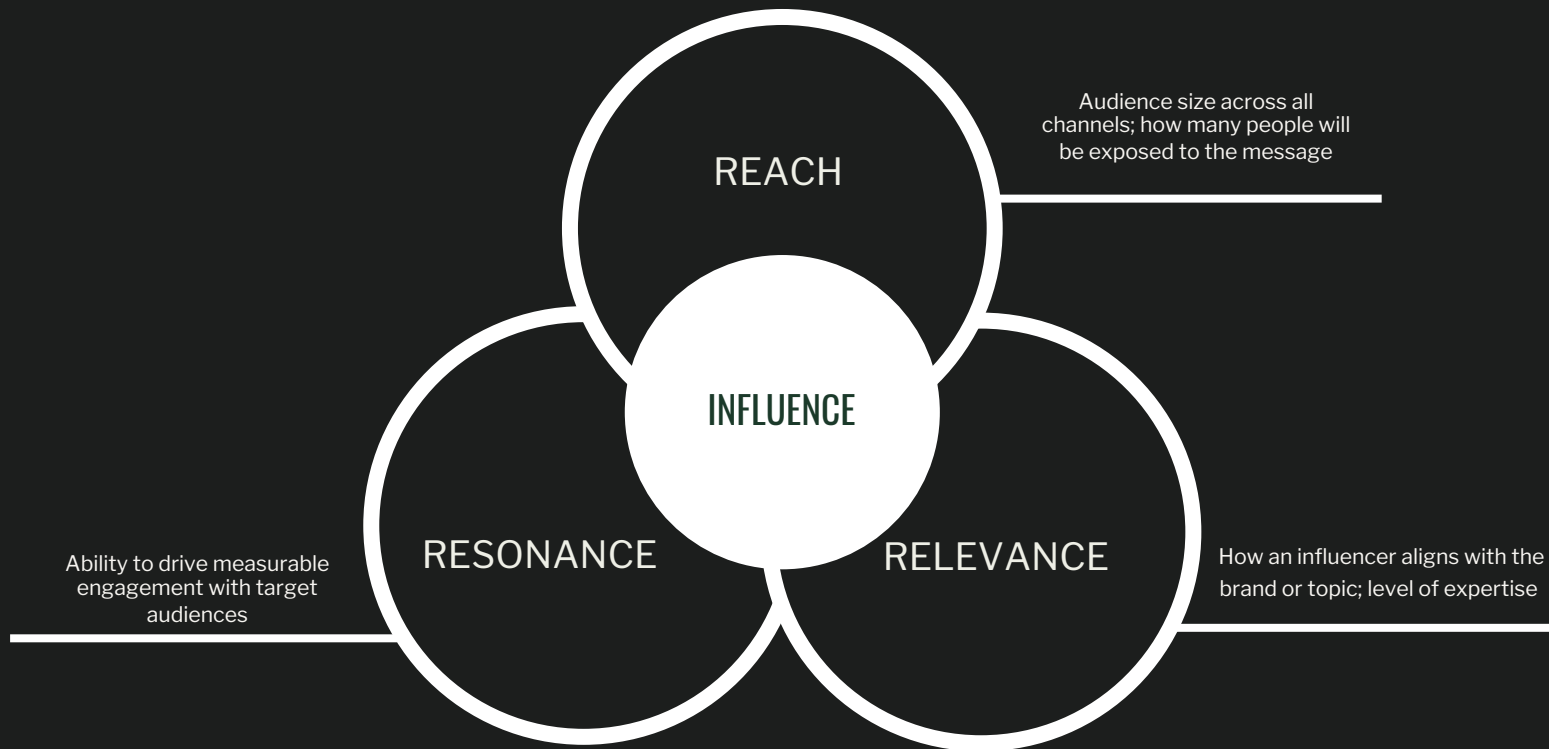 Audience size across all
channels; how many people will
be exposed to the message
REACH
INFLUENCE
RESONANCE
RELEVANCE
Ability to drive measurable
engagement with target
audiences
How an influencer aligns with the
brand or topic; level of expertise